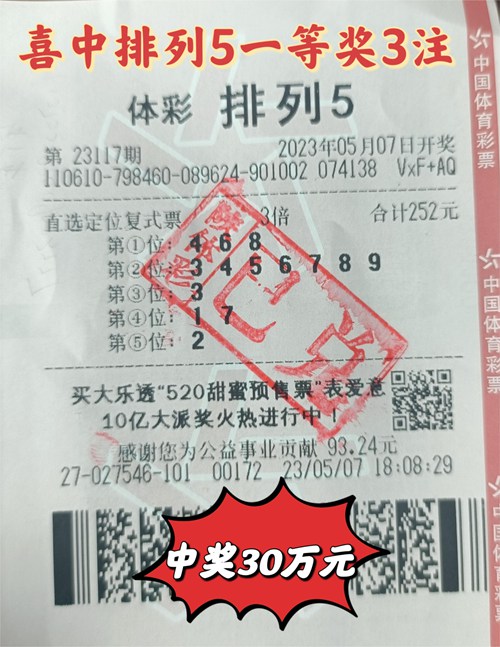 喜中排列5一等奖3注
体彩 排列5
第 23117期 2023年05月07日开奖
110610-798460-089624-901002 074138 VxF+AQ
直选定位复式票 3倍 合计252元
第①位: 4 6 8
第②位: 3 4 5 6 7 8 9
第③位: 3
第④位: 1 7
第⑤位: 2
已兑
买大乐透“520甜蜜预售票”表爱意
10亿大派奖火热进行中!
感谢您为公益事业贡献 93.24元
27-027546-101 00172 23/05/07 18:08:29
中奖30万元
中国体育彩票
中国体育彩票
中国体育